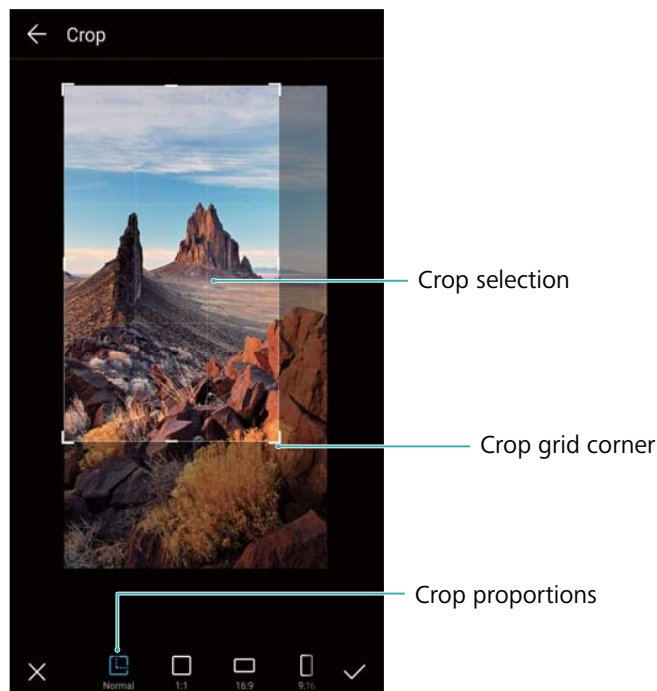 Crop
Crop selection
Crop grid corner
Crop proportions
Normal
1:1
16:9
9:16